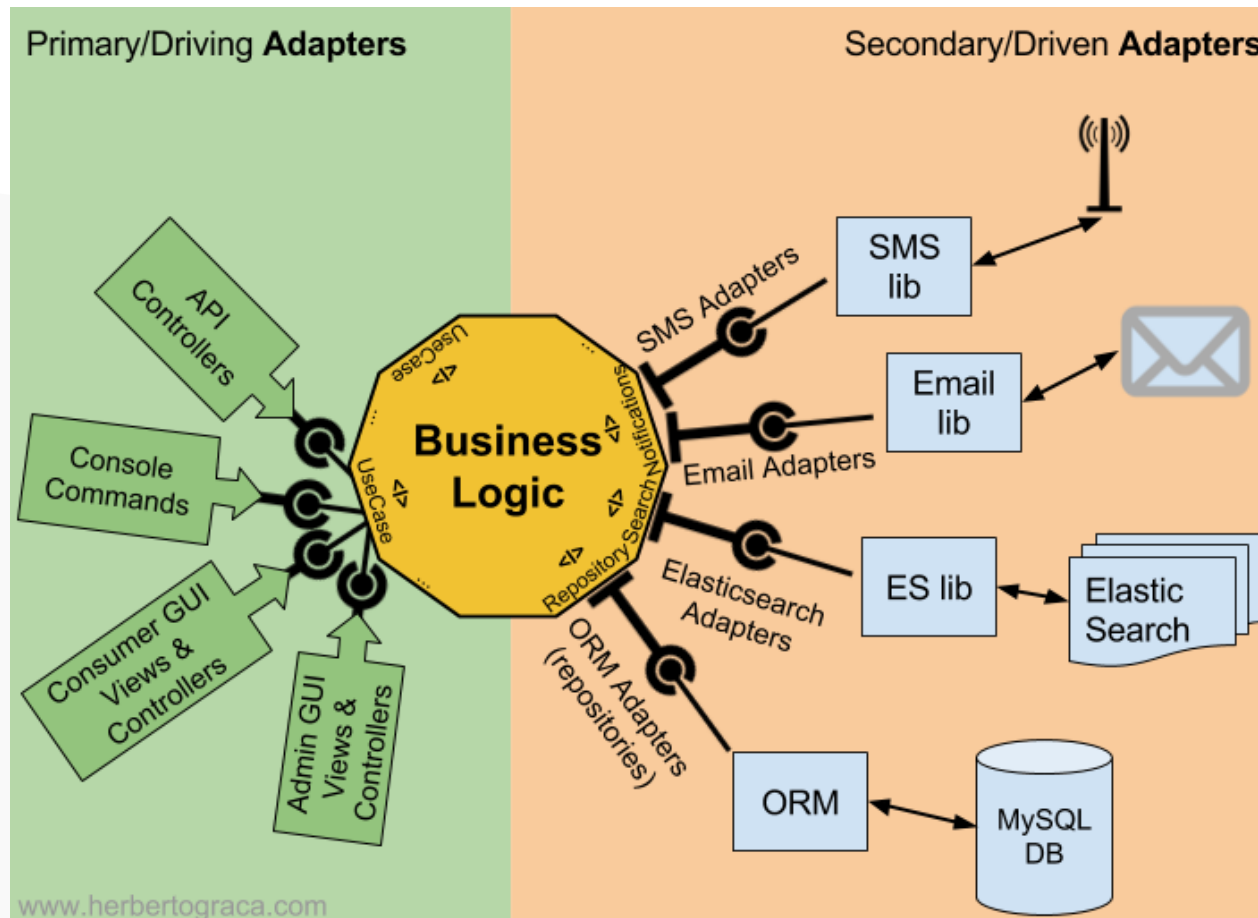 Primary/Driving Adapters
Secondary/Driven Adapters
API
Controllers
Console
Commands
Consumer GUI
Views &
Controllers
Admin GUI
Views &
Controllers
UseCase
</>
...
UseCase
</>
...
Business
Logic
...
Notifications
</>
Search
</>
Repository
</>
...
SMS Adapters
Email Adapters
Elasticsearch
Adapters
ORM Adapters
(repositories)
SMS
lib
Email
lib
ES lib
Elastic
Search
ORM
MySQL
DB
www.herbertograca.com